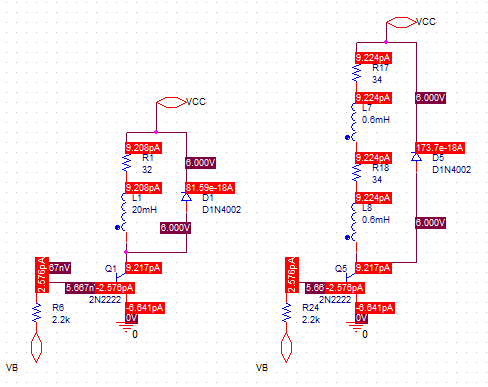 VCC
9.224pA
R17
34
9.224pA
L7
0.6mH
6.000V
9.224pA
R18
34
173.7e-18A
D5
D1N4002
9.224pA
L8
0.6mH
6.000V
9.217pA
Q5
2.576pA
5.66
-2.576pA
2N2222
-6.641pA
0V
0
R24
2.2k
VB
VCC
9.208pA
R1
32
6.000V
9.208pA
L1
20mH
81.59e-18A
D1
D1N4002
6.000V
9.217pA
Q1
67nV
2.576pA
5.667n
-2.576pA
2N2222
-6.641pA
0V
0
R6
2.2k
VB